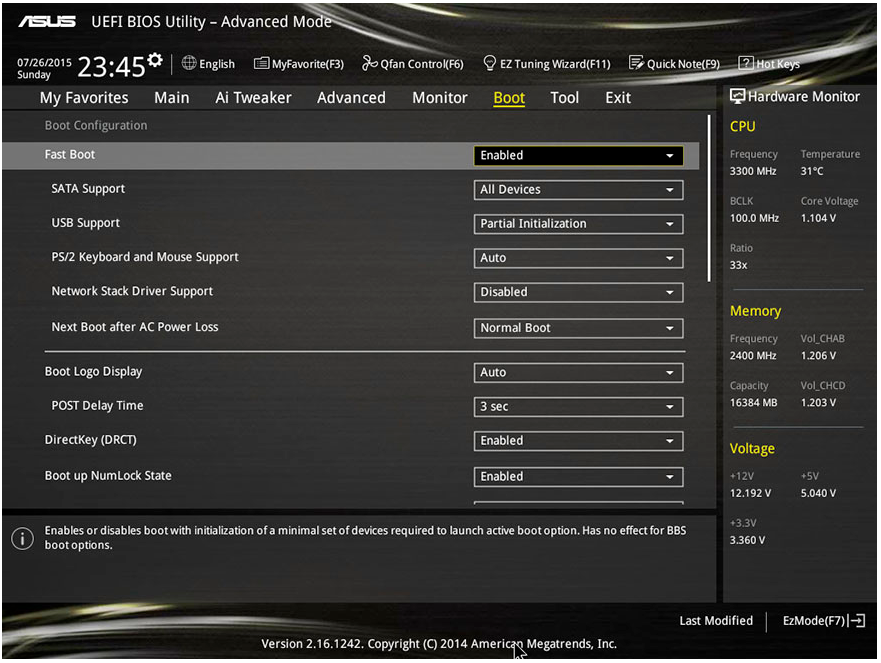 ASUS UEFI BIOS Utility – Advanced Mode
07/26/2015
Sunday
23:45
English
MyFavorite(F3)
Qfan Control(F6)
EZ Tuning Wizard(F11)
Quick Note(F9)
? Hot Keys
My Favorites Main Ai Tweaker Advanced Monitor Boot Tool Exit
Boot Configuration
Fast Boot Enabled
SATA Support All Devices
USB Support Partial Initialization
PS/2 Keyboard and Mouse Support Auto
Network Stack Driver Support Disabled
Next Boot after AC Power Loss Normal Boot
Boot Logo Display Auto
POST Delay Time 3 sec
DirectKey (DRCT) Enabled
Boot up NumLock State Enabled
i Enables or disables boot with initialization of a minimal set of devices required to launch active boot option. Has no effect for BBS
boot options.
Hardware Monitor
CPU
Frequency Temperature
3300 MHz 31°C
BCLK Core Voltage
100.0 MHz 1.104 V
Ratio
33x
Memory
Frequency Vol_CHAB
2400 MHz 1.206 V
Capacity Vol_CHCD
16384 MB 1.203 V
Voltage
+12V +5V
12.192 V 5.040 V
+3.3V
3.360 V
Last Modified EzMode(F7)
Version 2.16.1242. Copyright (C) 2014 American Megatrends, Inc.